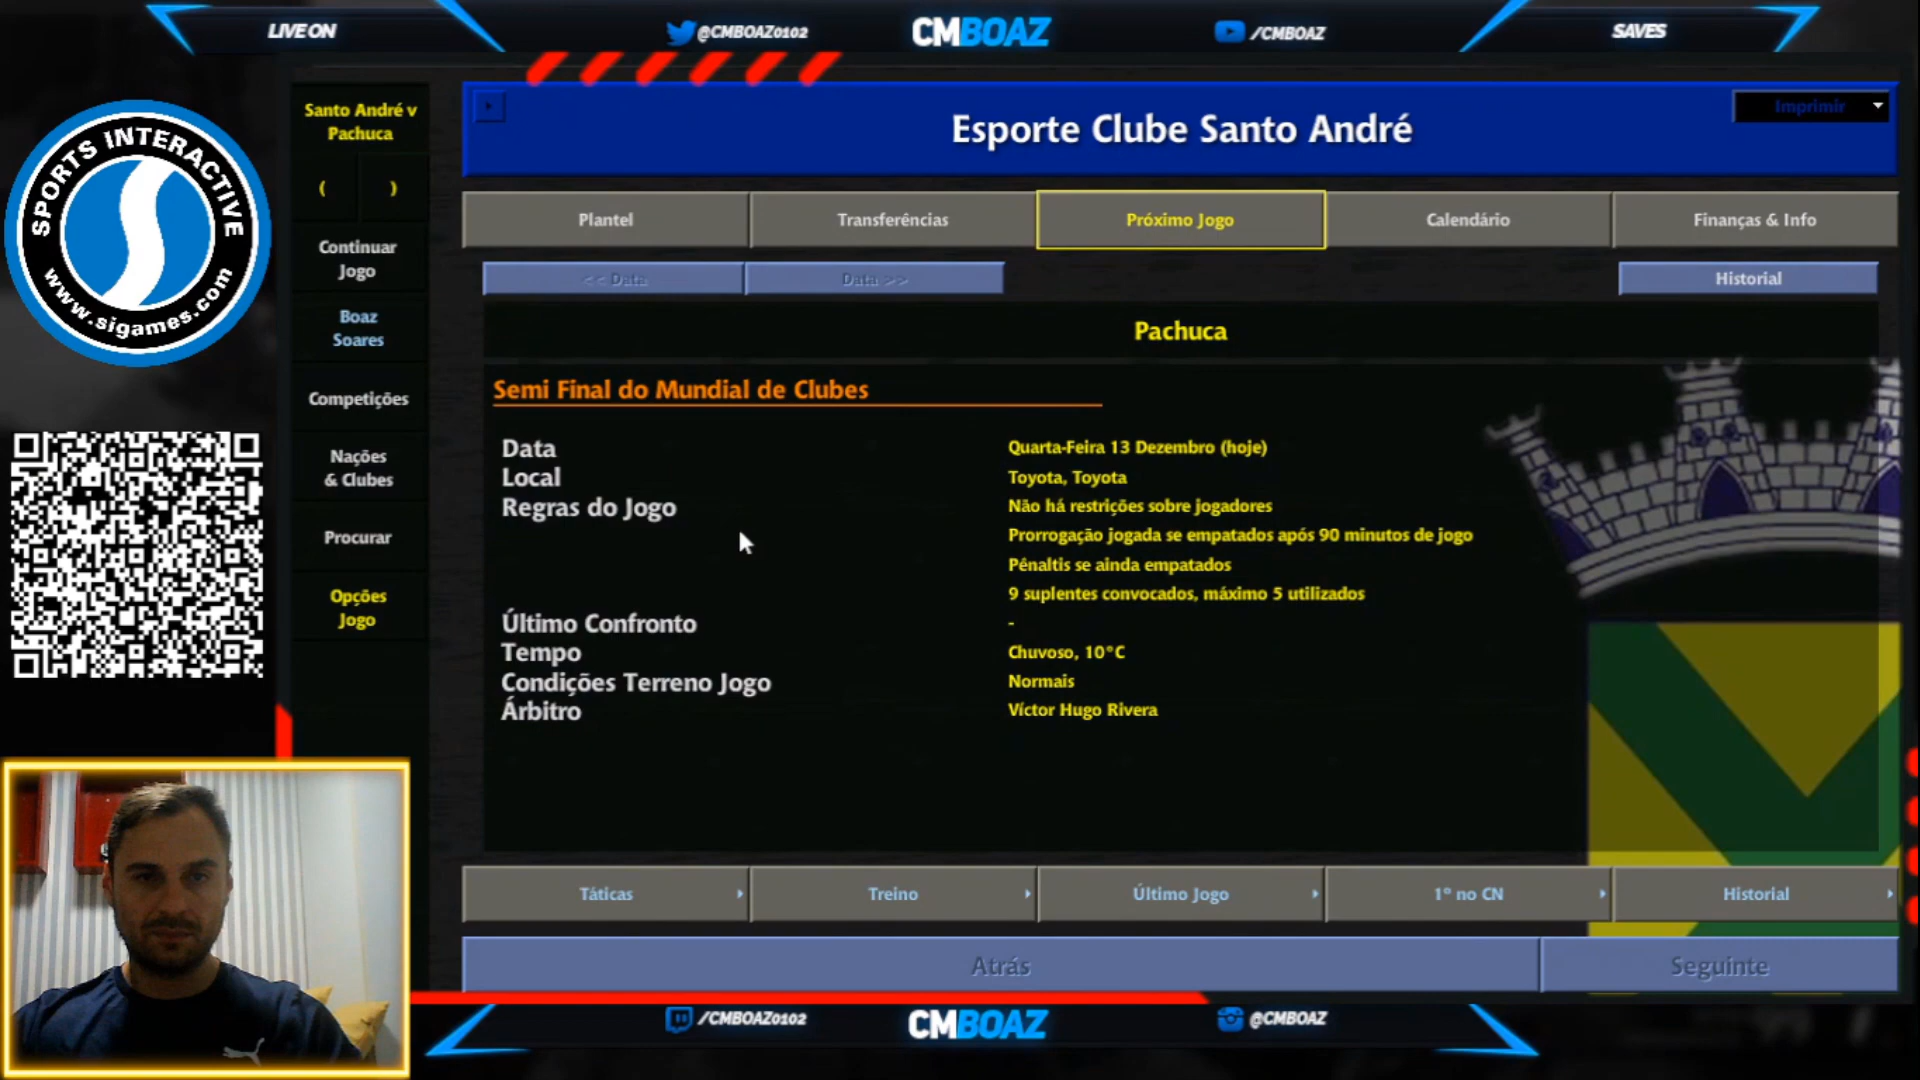 LIVE ON
@CMBOAZ0102
CMBOAZ
/CMBOAZ
SAVES
SPORTS INTERACTIVE
www.sigames.com
Santo André v
Pachuca
( )
Continuar
Jogo
Boaz
Soares
Competições
Nações
& Clubes
Procurar
Opções
Jogo
Esporte Clube Santo André
Imprimir
Plantel
Transferências
Próximo Jogo
Calendário
Finanças & Info
<< Data
Data >>
Historial
Pachuca
Semi Final do Mundial de Clubes
Data Quarta-Feira 13 Dezembro (hoje)
Local Toyota, Toyota
Regras do Jogo Não há restrições sobre jogadores
Prorrogação jogada se empatados após 90 minutos de jogo
Pénaltis se ainda empatados
9 suplentes convocados, máximo 5 utilizados
Último Confronto -
Tempo Chuvoso, 10°C
Condições Terreno Jogo Normais
Árbitro Víctor Hugo Rivera
Táticas
Treino
Último Jogo
1º no CN
Historial
Atrás
Seguinte
/CMBOAZ0102
CMBOAZ
@CMBOAZ